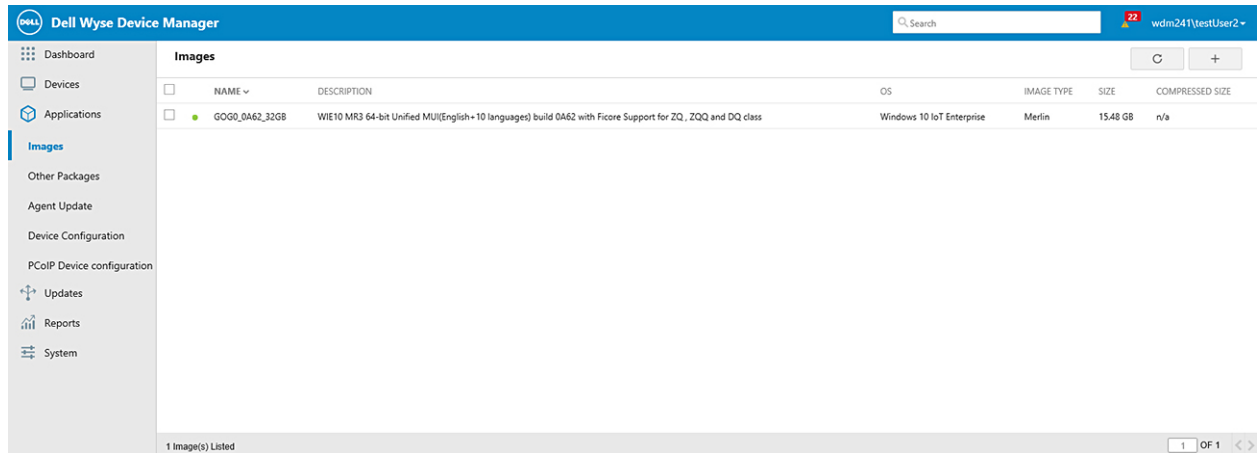 DELL Dell Wyse Device Manager Search 22 wdm241\testUser2
Dashboard
Devices
Applications
Images
Other Packages
Agent Update
Device Configuration
PCoIP Device configuration
Updates
Reports
System
Images
NAME DESCRIPTION OS IMAGE TYPE SIZE COMPRESSED SIZE
GOG0_0A62_32GB WIE10 MR3 64-bit Unified MUI(English+10 languages) build 0A62 with Ficore Support for ZQ , ZQQ and DQ class Windows 10 IoT Enterprise Merlin 15.48 GB n/a
1 Image(s) Listed 1 OF 1